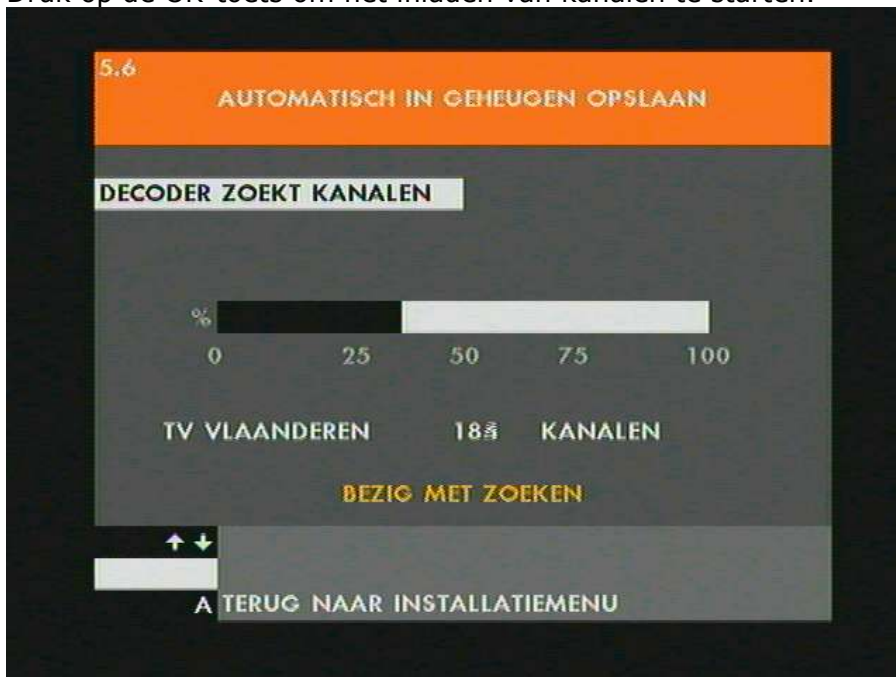 Druk op de OK-toets om het inladen van kanalen te starten.
5.6
AUTOMATISCH IN GEHEUGEN OPSLAAN
DECODER ZOEKT KANALEN
%
0 25 50 75 100
TV VLAANDEREN KANALEN
BEZIG MET ZOEKEN
A TERUG NAAR INSTALLATIEMENU